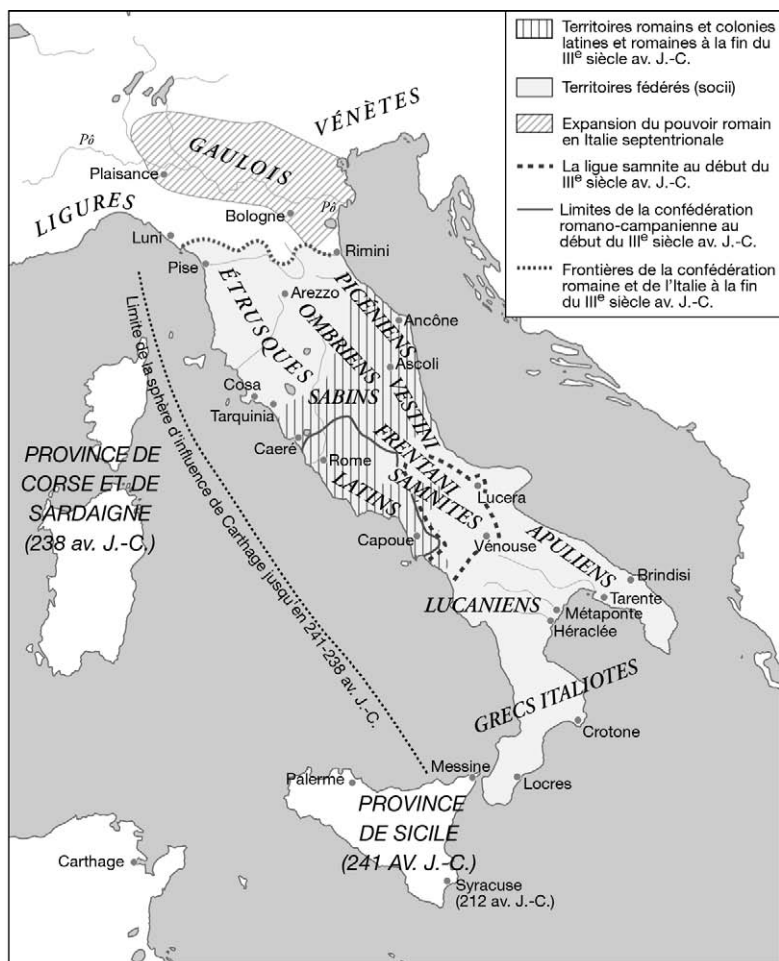 Territoires romains et colonies
latines et romaines à la fin du
IIIe siècle av. J.-C.
Territoires fédérés (socii)
Expansion du pouvoir romain
en Italie septentrionale
La ligue samnite au début du
IIIe siècle av. J.-C.
Limites de la confédération
romano-campanienne au
début du IIIe siècle av. J.-C.
Frontières de la confédération
romaine et de l'Italie à la fin
du IIIe siècle av. J.-C.
VÉNÈTES
Pô
GAULOIS
Plaisance
LIGURES
Bologne
Pô
Luni
Rimini
Pise
ÉTRUSQUES
Arezzo
PICÉNIENS
OMBRIENS
Ancône
Ascoli
VESTINI
Cosa
SABINS
Tarquinia
Caeré
FRENTANI
Rome
SAMNITES
LATINS
Lucera
Capoue
Vénouse
APULIENS
Brindisi
LUCANIENS
Tarente
Métaponte
Héraclée
Limite de la sphère d'influence de Carthage jusqu'en 241-238 av. J.-C.
PROVINCE DE
CORSE ET DE
SARDAIGNE
(238 av. J.-C.)
GRECS ITALIOTES
Crotone
Messine
Palerme
Locres
PROVINCE
DE SICILE
(241 AV. J.-C.)
Carthage
Syracuse
(212 av. J.-C.)